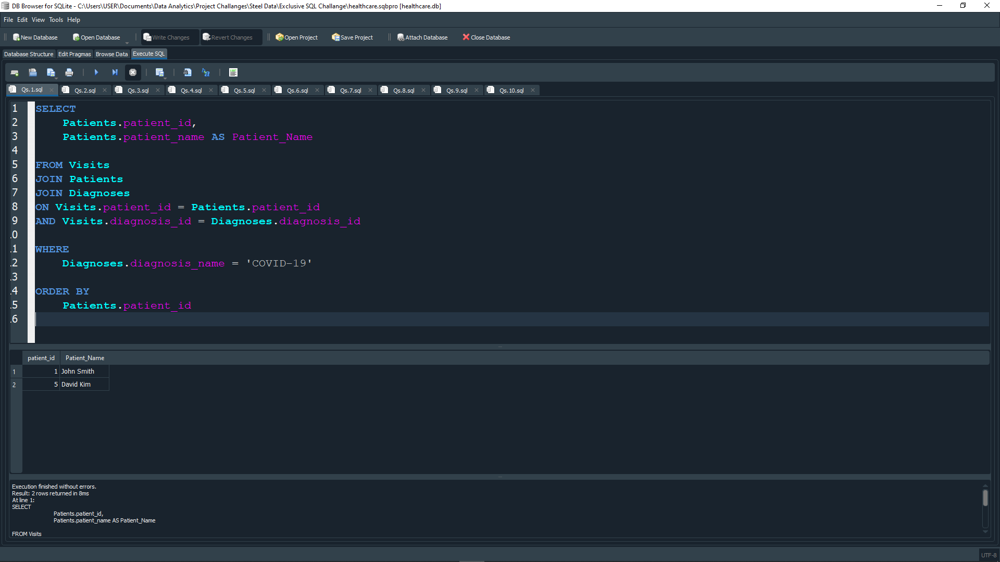 DB Browser for SQLite - C:\Users\USER\Documents\Data Analytics\Project Challanges\Steel Data\Exclusive SQL Challange\healthcare.sqbpro [healthcare.db]
File Edit View Tools Help
New Database Open Database Write Changes Revert Changes Open Project Save Project Attach Database Close Database
Database Structure Edit Pragmas Browse Data Execute SQL
Qs.1.sql Qs.2.sql Qs.3.sql Qs.4.sql Qs.5.sql Qs.6.sql Qs.7.sql Qs.8.sql Qs.9.sql Qs.10.sql
1 SELECT
2 Patients.patient_id,
3 Patients.patient_name AS Patient_Name
4
5 FROM Visits
6 JOIN Patients
7 JOIN Diagnoses
8 ON Visits.patient_id = Patients.patient_id
9 AND Visits.diagnosis_id = Diagnoses.diagnosis_id
.0
.1 WHERE
.2 Diagnoses.diagnosis_name = 'COVID-19'
.3
.4 ORDER BY
.5 Patients.patient_id
.6
patient_id Patient_Name
1 1 John Smith
2 5 David Kim
Execution finished without errors.
Result: 2 rows returned in 8ms
At line 1:
SELECT
Patients.patient_id,
Patients.patient_name AS Patient_Name
FROM Visits
UTF-8